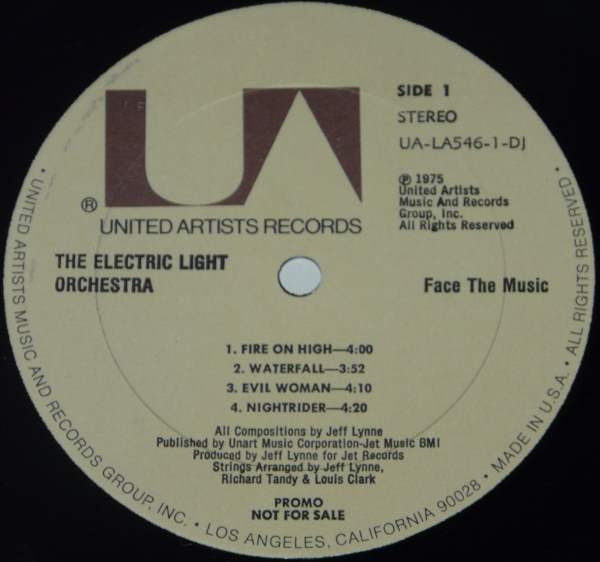 UA
®
UNITED ARTISTS RECORDS
SIDE 1
STEREO
UA-LA546-1-DJ
℗ 1975
United Artists
Music And Records
Group, Inc.
All Rights Reserved
THE ELECTRIC LIGHT
ORCHESTRA
Face The Music
1. FIRE ON HIGH—4:00
2. WATERFALL—3:52
3. EVIL WOMAN—4:10
4. NIGHTRIDER—4:20
All Compositions by Jeff Lynne
Published by Unart Music Corporation-Jet Music BMI
Produced by Jeff Lynne for Jet Records
Strings Arranged by Jeff Lynne,
Richard Tandy & Louis Clark
PROMO
NOT FOR SALE
• UNITED ARTISTS MUSIC AND RECORDS GROUP, INC. • LOS ANGELES, CALIFORNIA 90028 • MADE IN U.S.A. • ALL RIGHTS RESERVED •